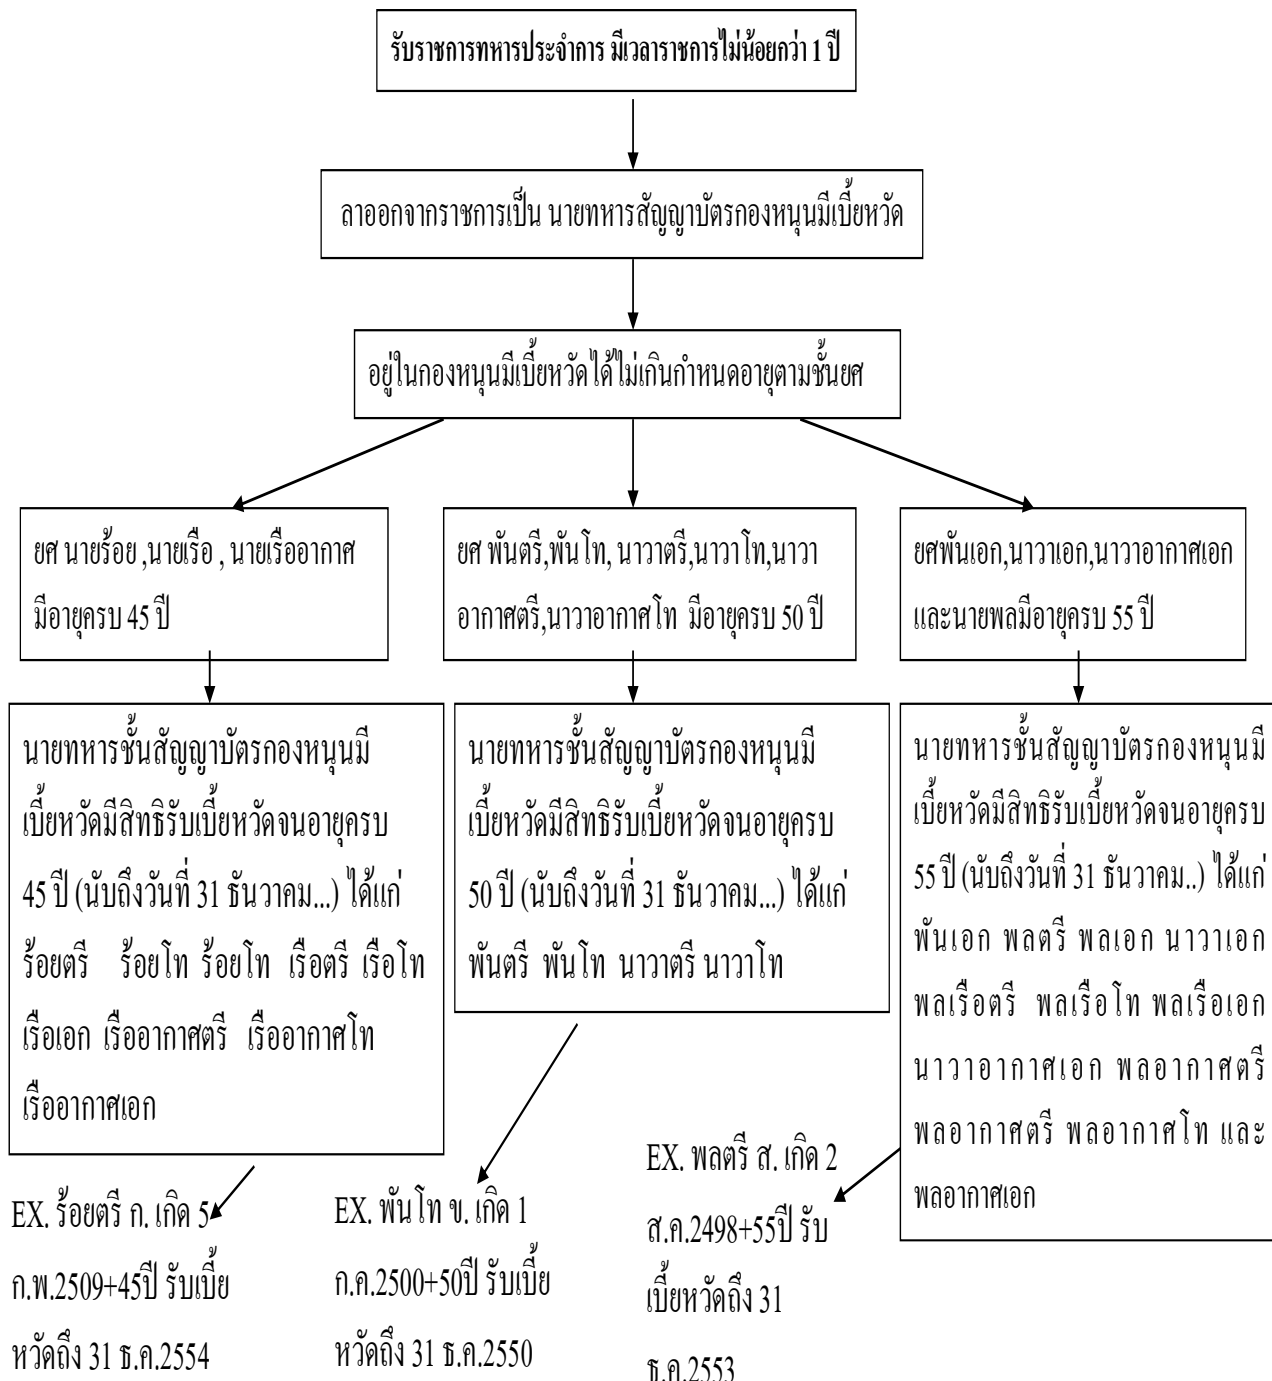 รับราชการทหารประจำการ มีเวลาราชการไม่น้อยกว่า 1 ปี
ลาออกจากราชการเป็น นายทหารสัญญาบัตรกองหนุนมีเบี้ยหวัด
อยู่ในกองหนุนมีเบี้ยหวัดได้ไม่เกินกำหนดอายุตามชั้นยศ
ยศ นายร้อย ,นายเรือ , นายเรืออากาศ
มีอายุครบ 45 ปี
ยศ พันตรี,พันโท, นาวาตรี,นาวาโท,นาวา
อากาศตรี,นาวาอากาศโท มีอายุครบ 50 ปี
ยศพันเอก,นาวาเอก,นาวาอากาศเอก
และนายพลมีอายุครบ 55 ปี
นายทหารชั้นสัญญาบัตรกองหนุนมี
เบี้ยหวัดมีสิทธิรับเบี้ยหวัดจนอายุครบ
45 ปี (นับถึงวันที่ 31 ธันวาคม...) ได้แก่
ร้อยตรี ร้อยโท ร้อยโท เรือตรี เรือโท
เรือเอก เรืออากาศตรี เรืออากาศโท
เรืออากาศเอก
นายทหารชั้นสัญญาบัตรกองหนุนมี
เบี้ยหวัดมีสิทธิรับเบี้ยหวัดจนอายุครบ
50 ปี (นับถึงวันที่ 31 ธันวาคม...) ได้แก่
พันตรี พันโท นาวาตรี นาวาโท
นายทหารชั้นสัญญาบัตรกองหนุนมี
เบี้ยหวัดมีสิทธิรับเบี้ยหวัดจนอายุครบ
55 ปี (นับถึงวันที่ 31 ธันวาคม..) ได้แก่
พันเอก พลตรี พลเอก นาวาเอก
พลเรือตรี พลเรือโท พลเรือเอก
นาวาอากาศเอก พลอากาศตรี
พลอากาศตรี พลอากาศโท และ
พลอากาศเอก
EX. ร้อยตรี ก. เกิด 5
ก.พ.2509+45ปี รับเบี้ย
หวัดถึง 31 ธ.ค.2554
EX. พันโท ข. เกิด 1
ก.ค.2500+50ปี รับเบี้ย
หวัดถึง 31 ธ.ค.2550
EX. พลตรี ส. เกิด 2
ส.ค.2498+55ปี รับ
เบี้ยหวัดถึง 31
ธ.ค.2553